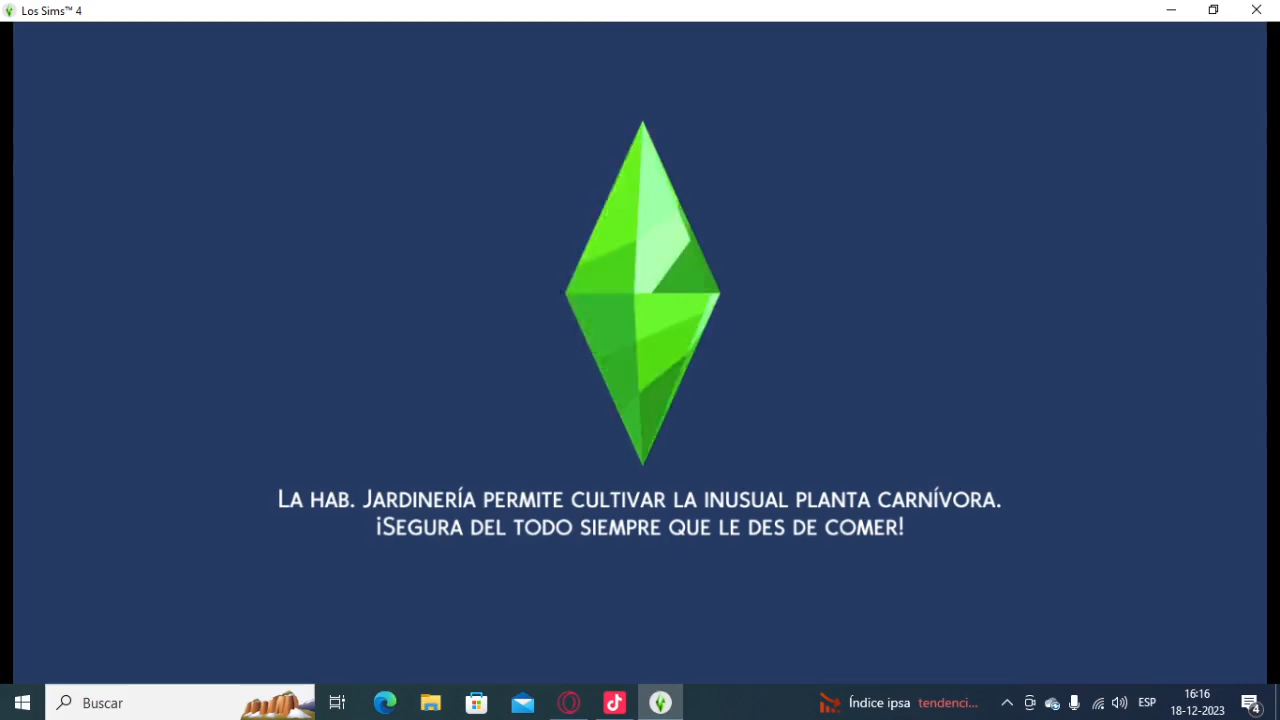 Los Sims™ 4
La hab. Jardinería permite cultivar la inusual planta carnívora.
¡Segura del todo siempre que le des de comer!
Buscar
Índice ipsa tendenci...
ESP
16:16
18-12-2023
4